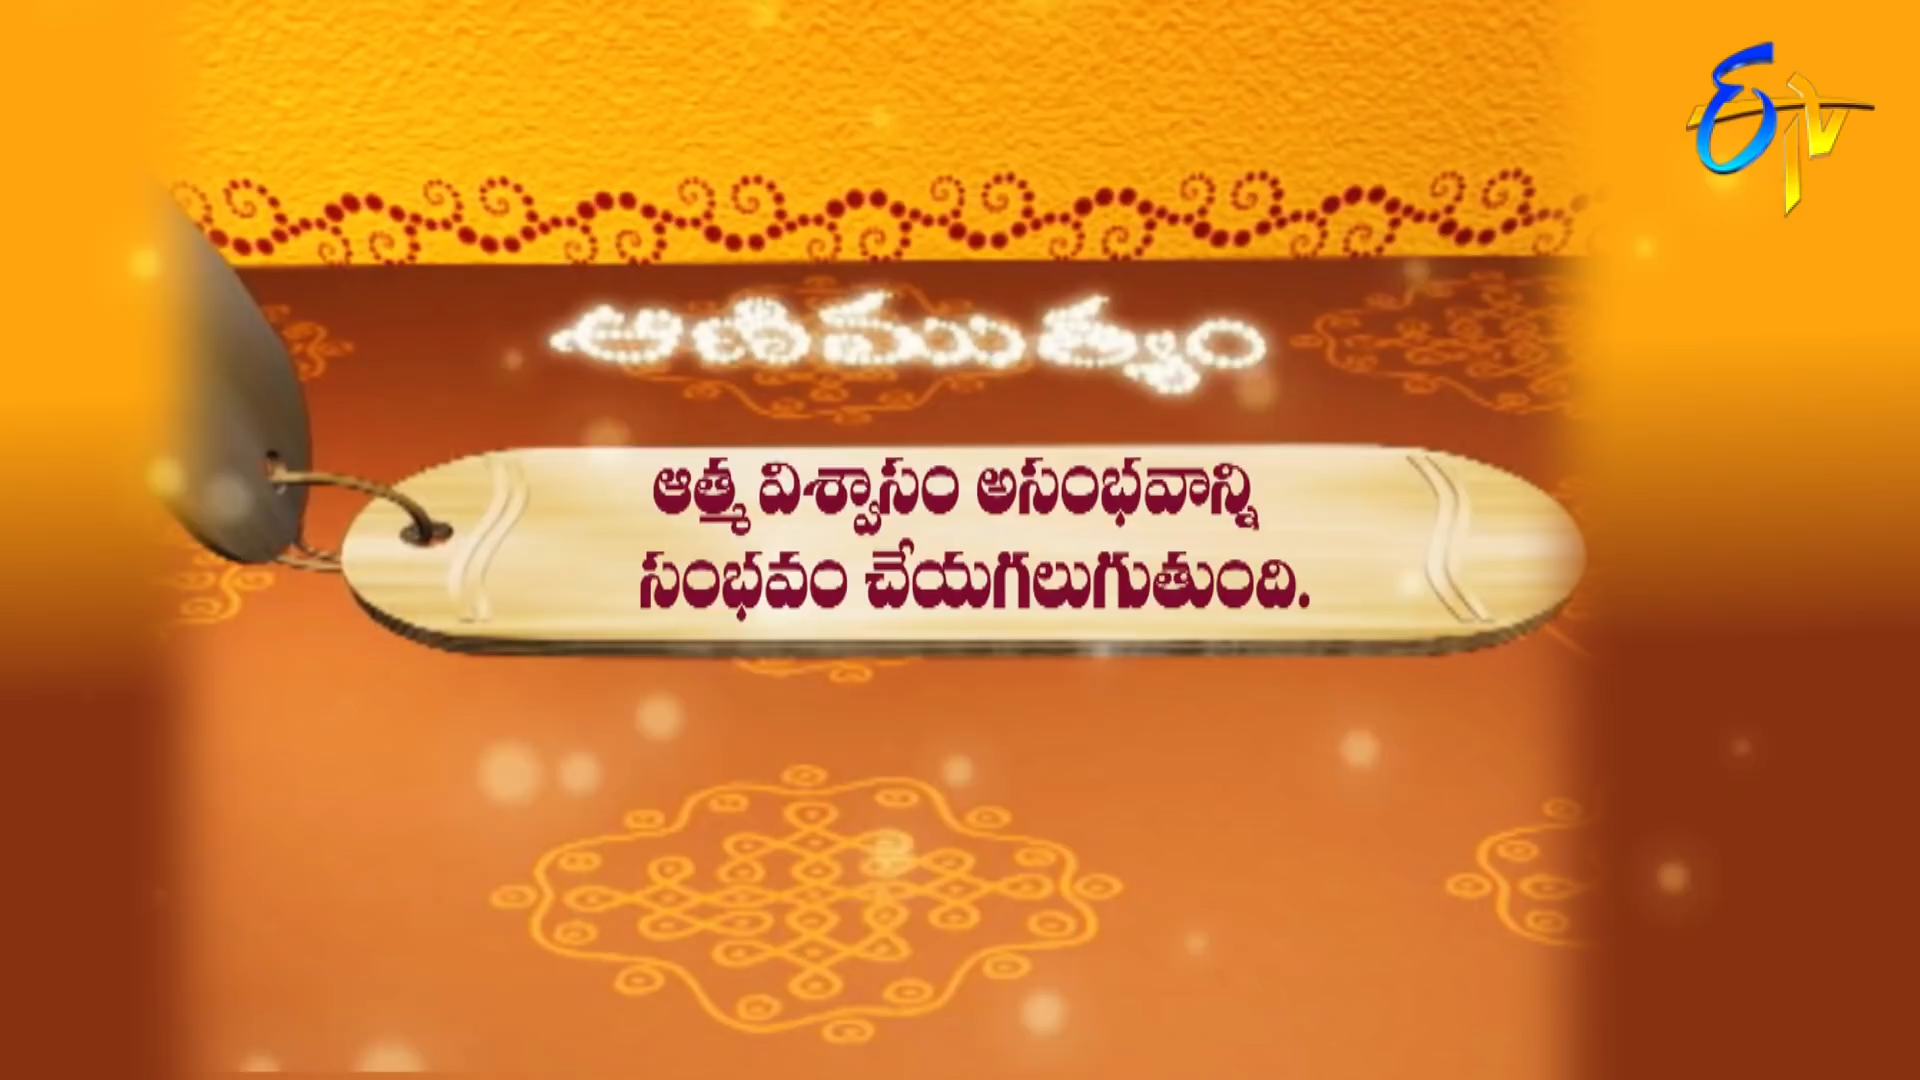 ETV
ఆణిముత్యం
ఆత్మ విశ్వాసం అసంభవాన్ని
సంభవం చేయగలుగుతుంది.